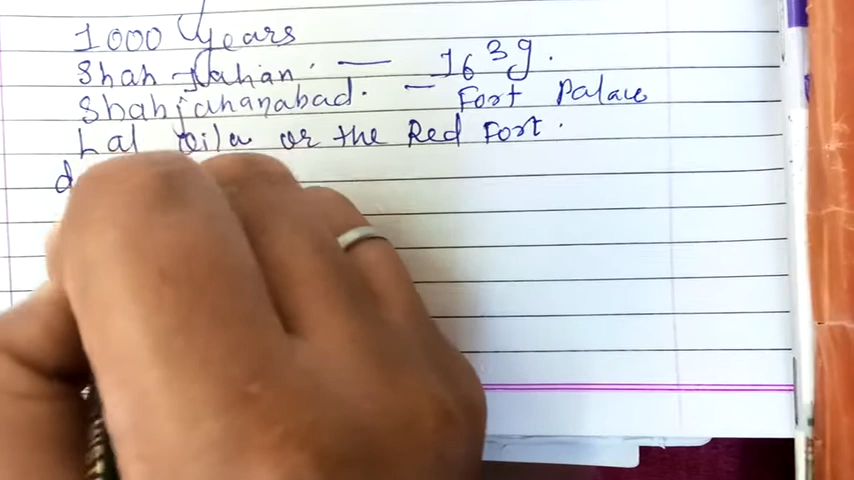 1000 years
Shah Jahan. — 1639.
Shahjahanabad. — Fort Palace
Lal Qila or the Red Fort.
d